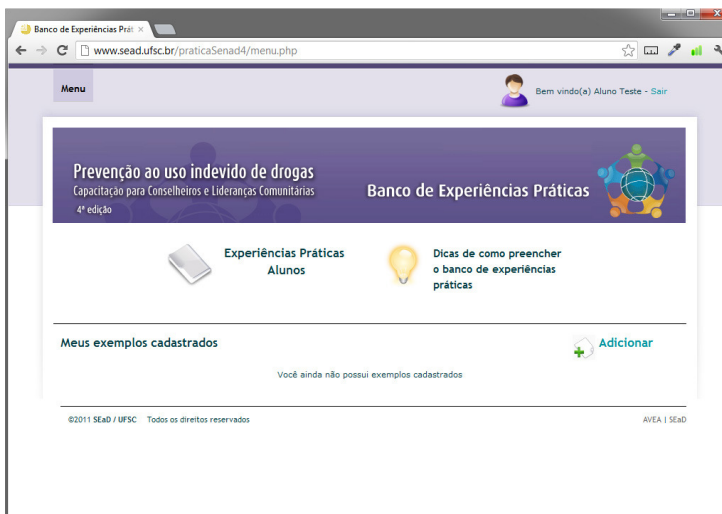 Banco de Experiências Prát
www.sead.ufsc.br/praticaSenad4/menu.php
Menu
Bem vindo(a) Aluno Teste - Sair
Prevenção ao uso indevido de drogas
Capacitação para Conselheiros e Lideranças Comunitárias
4ª edição
Banco de Experiências Práticas
Experiências Práticas
Alunos
Dicas de como preencher
o banco de experiências
práticas
Meus exemplos cadastrados
Adicionar
Você ainda não possui exemplos cadastrados
©2011 SEaD / UFSC Todos os direitos reservados
AVEA | SEaD